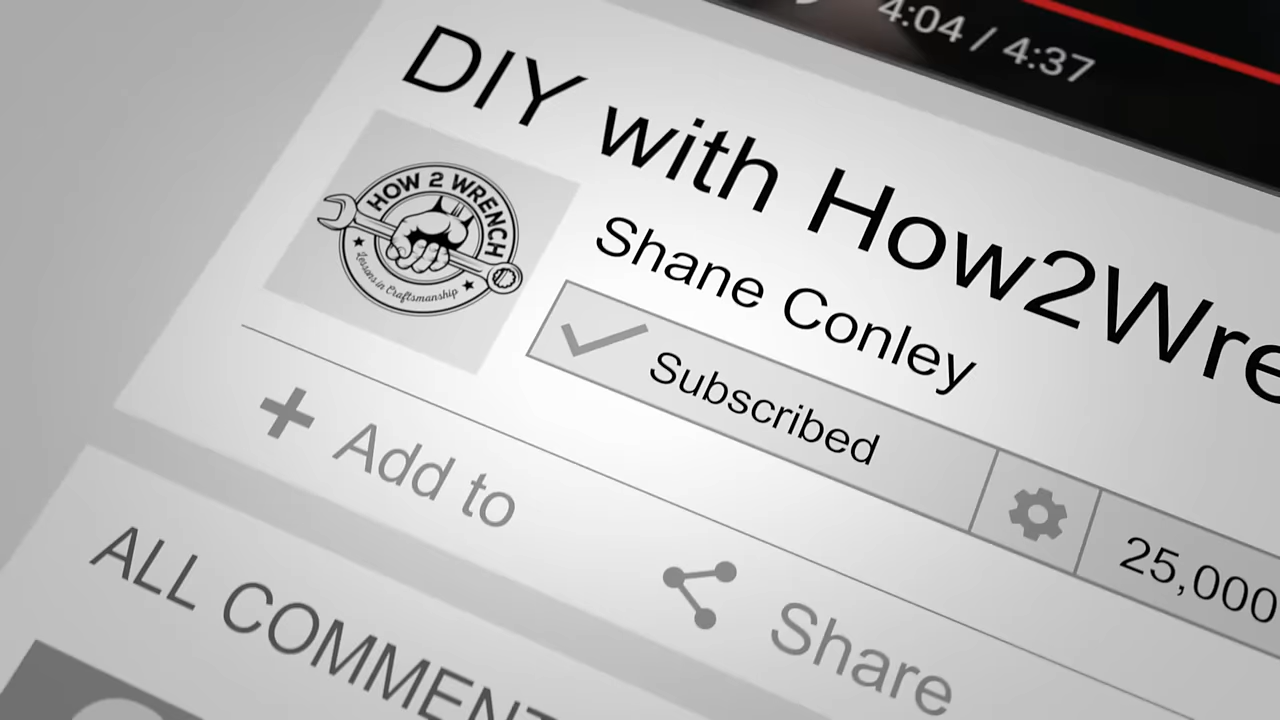 4:04 / 4:37
DIY with How2Wre
HOW 2 WRENCH
Lessons in Craftsmanship
Shane Conley
Subscribed
25,000
Add to
Share
ALL COMMENT